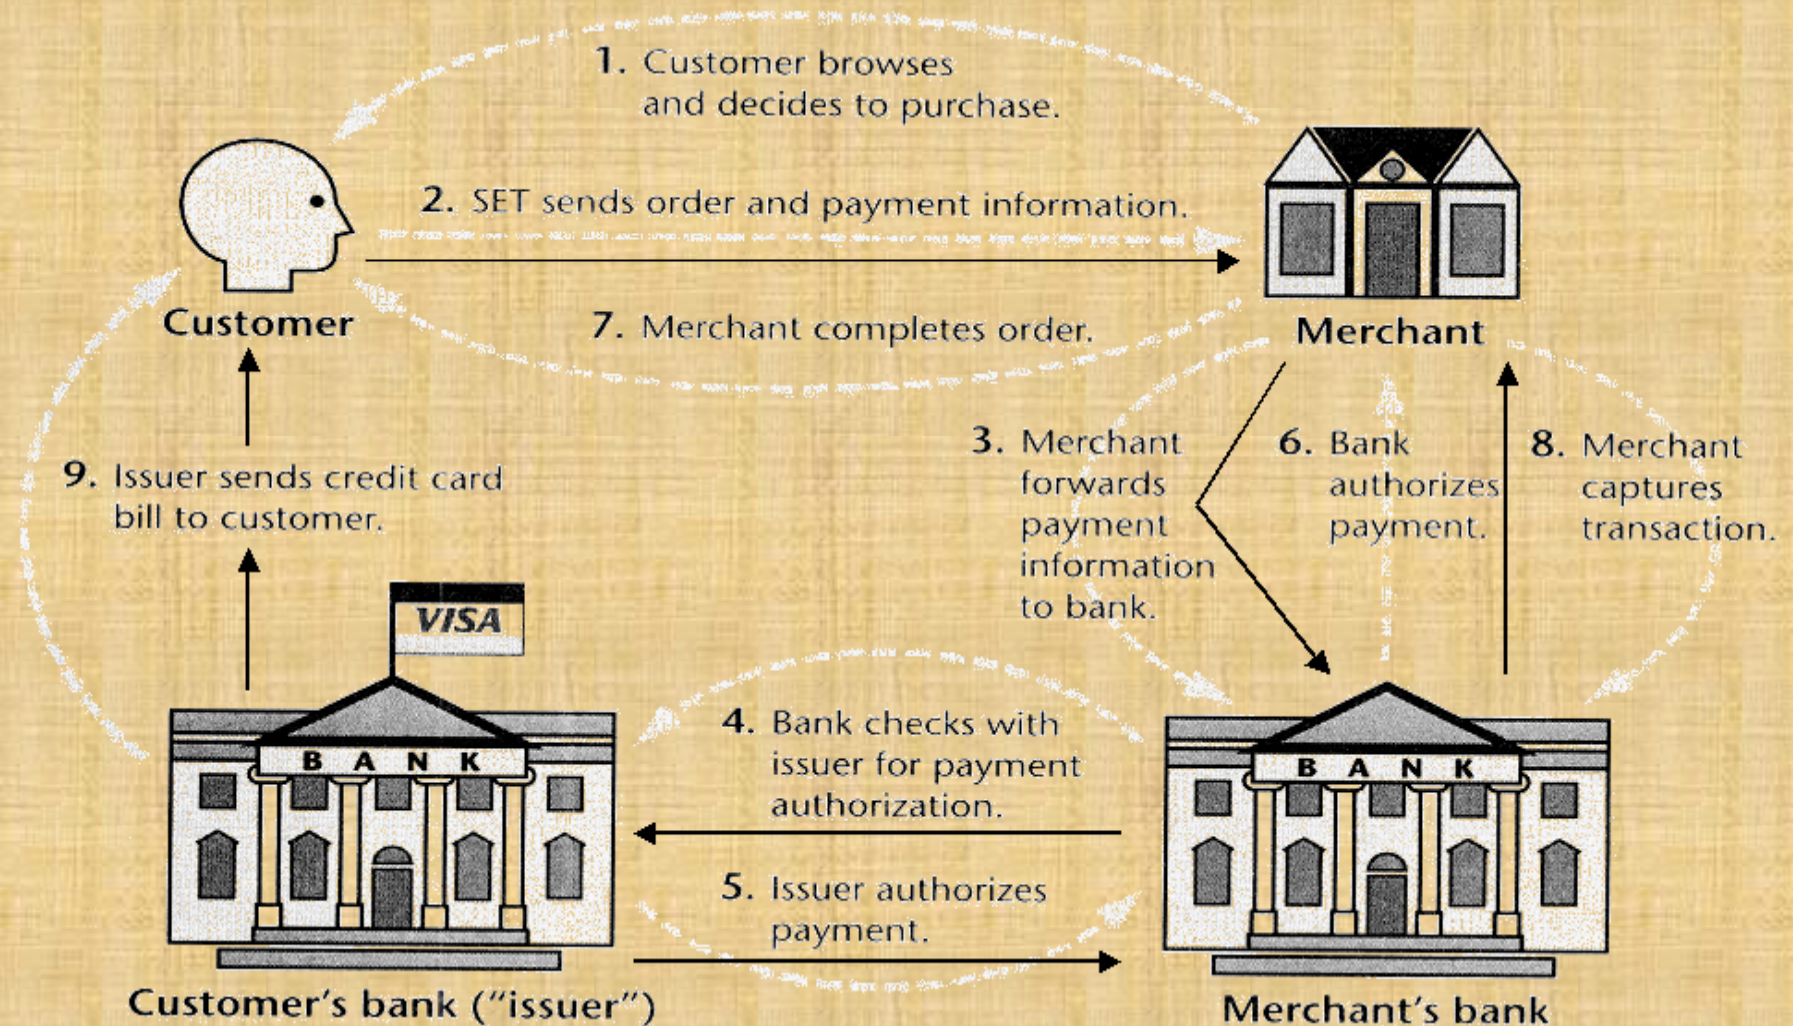 1. Customer browses
and decides to purchase.
2. SET sends order and payment information.
Customer
7. Merchant completes order.
Merchant
3. Merchant
forwards
payment
information
to bank.
6. Bank
authorizes
payment.
8. Merchant
captures
transaction.
9. Issuer sends credit card
bill to customer.
VISA
BANK
4. Bank checks with
issuer for payment
authorization.
BANK
5. Issuer authorizes
payment.
Customer's bank ("issuer")
Merchant's bank